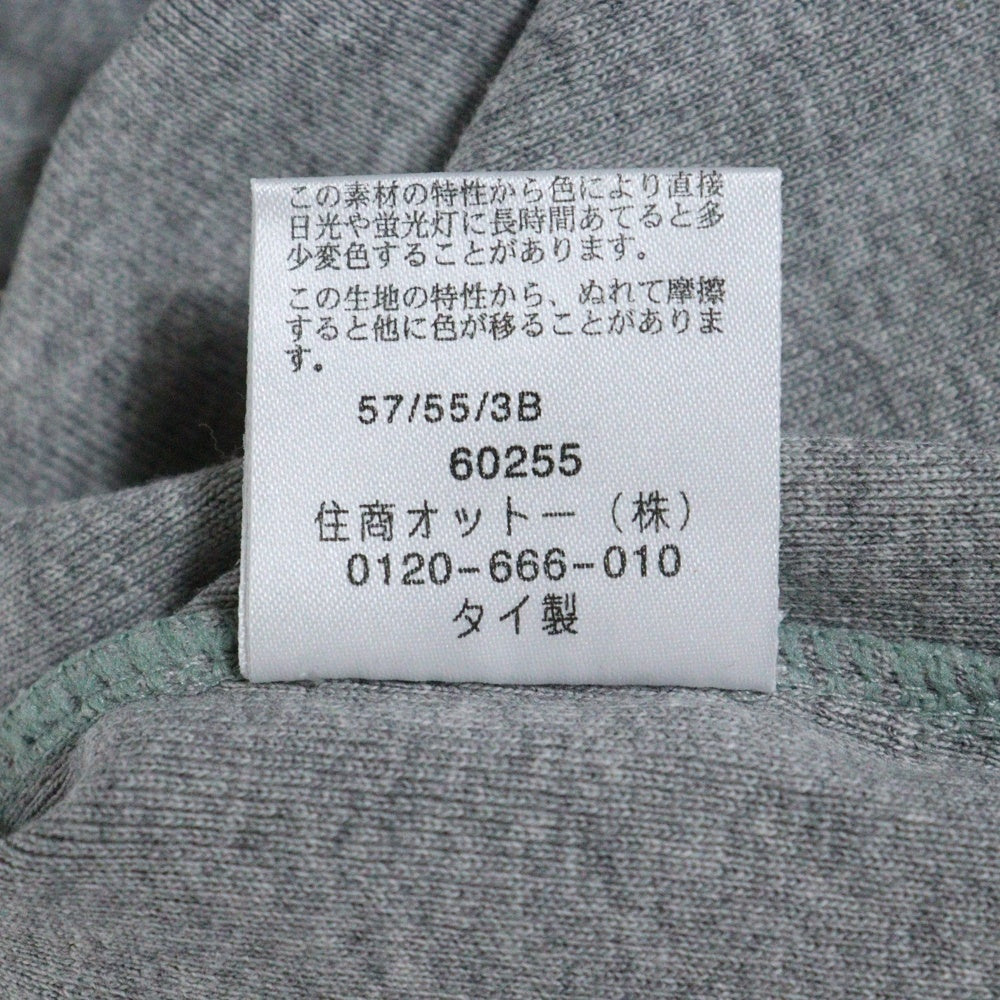 この素材の特性から色により直接
日光や蛍光灯に長時間あてると多
少変色することがあります。
この生地の特性から、ぬれて摩擦
すると他に色が移ることがありま
す。
57/55/3B
60255
住商オットー（株）
0120-666-010
タイ製